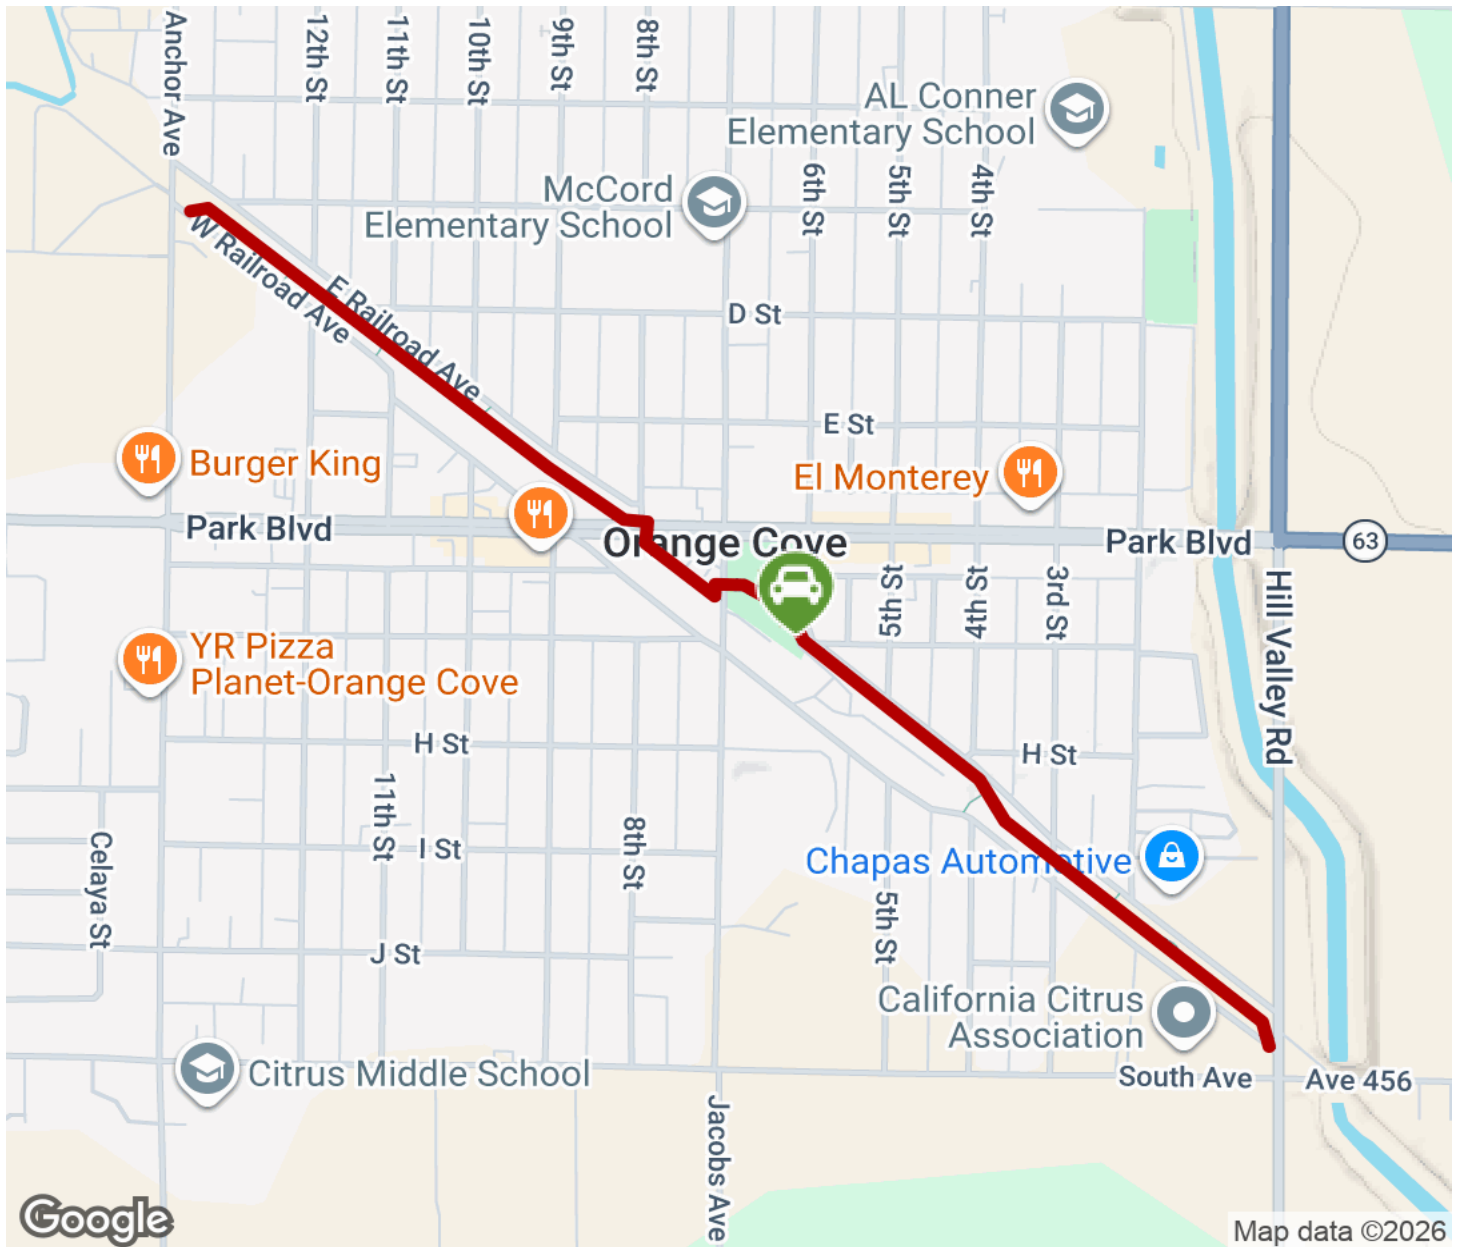 Anchor Ave
12th St
11th St
10th St
9th St
8th St
AL Conner
Elementary School
McCord
Elementary School
6th St
5th St
4th St
W Railroad Ave
E Railroad Ave
D St
E St
Burger King
El Monterey
Park Blvd
Orange Cove
Park Blvd
63
5th St
4th St
3rd St
Hill Valley Rd
YR Pizza
Planet-Orange Cove
H St
H St
11th St
8th St
Celaya St
I St
Chapas Automotive
5th St
J St
California Citrus
Association
Citrus Middle School
South Ave
Ave 456
Jacobs Ave
Google
Map data ©2026